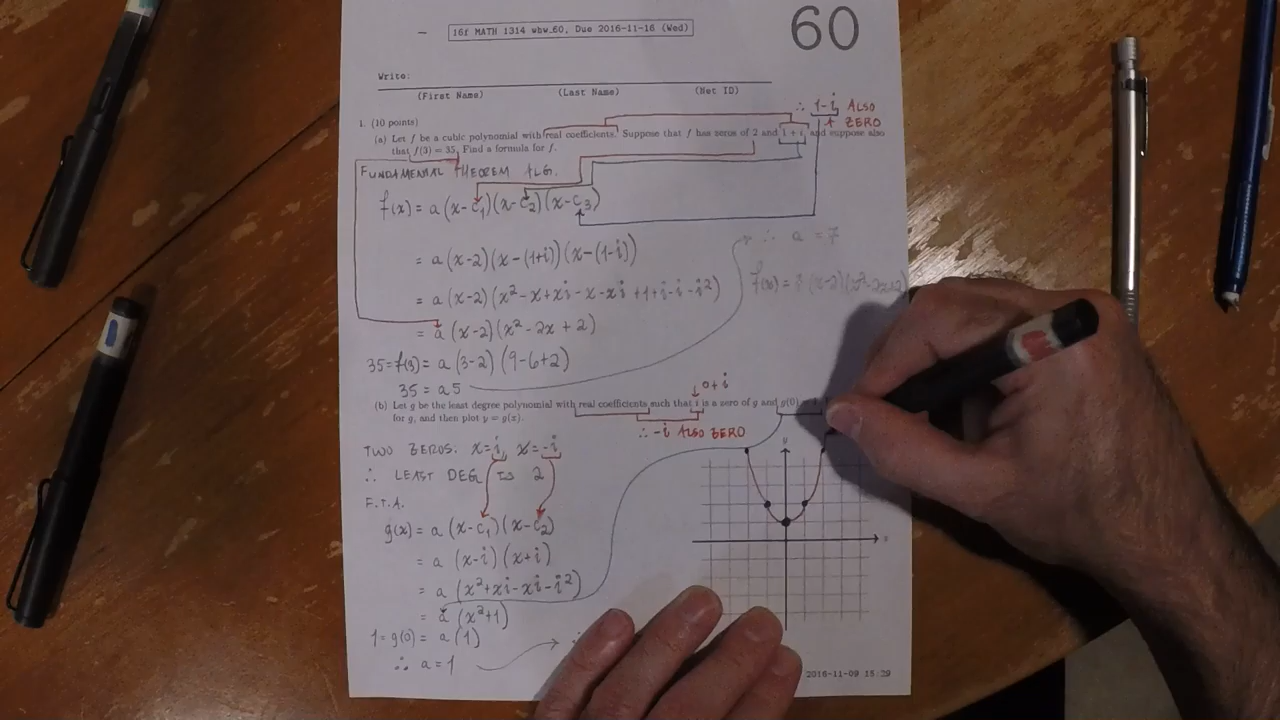 60
16f MATH 1314 wbw_60, Due 2016-11-16 (Wed)
Write:
(First Name) (Last Name) (Net ID)
∴ 1-i ALSO
A ZERO
1. (10 points)
(a) Let f be a cubic polynomial with real coefficients. Suppose that f has zeros of 2 and 1 + i, and suppose also
that f(3) = 35. Find a formula for f.
FUNDAMENTAL THEOREM ALG.
f(x) = a(x-c₁)(x-c₂)(x-c₃)
= a(x-2)(x-(1+i))(x-(1-i))
∴ a = 7
= a(x-2)(x²-x+xi-x-xi+1+i-i-i²)
f(x) = 7(x-2)(x²-2x+2)
= a(x-2)(x²-2x+2)
35=f(3)= a(3-2)(9-6+2)
35 = a5
0+i
(b) Let g be the least degree polynomial with real coefficients such that i is a zero of g and g(0)
for g, and then plot y = g(x).
∴ -i ALSO ZERO
TWO ZEROS: x=i, x=-i
∴ LEAST DEG IS 2
F.T.A.
g(x) = a(x-c₁)(x-c₂)
= a (x-i)(x+i)
= a (x²+xi-xi-i²)
= a (x²+1)
1=g(0)= a(1)
∴ a=1
y
x
2016-11-09 15:29